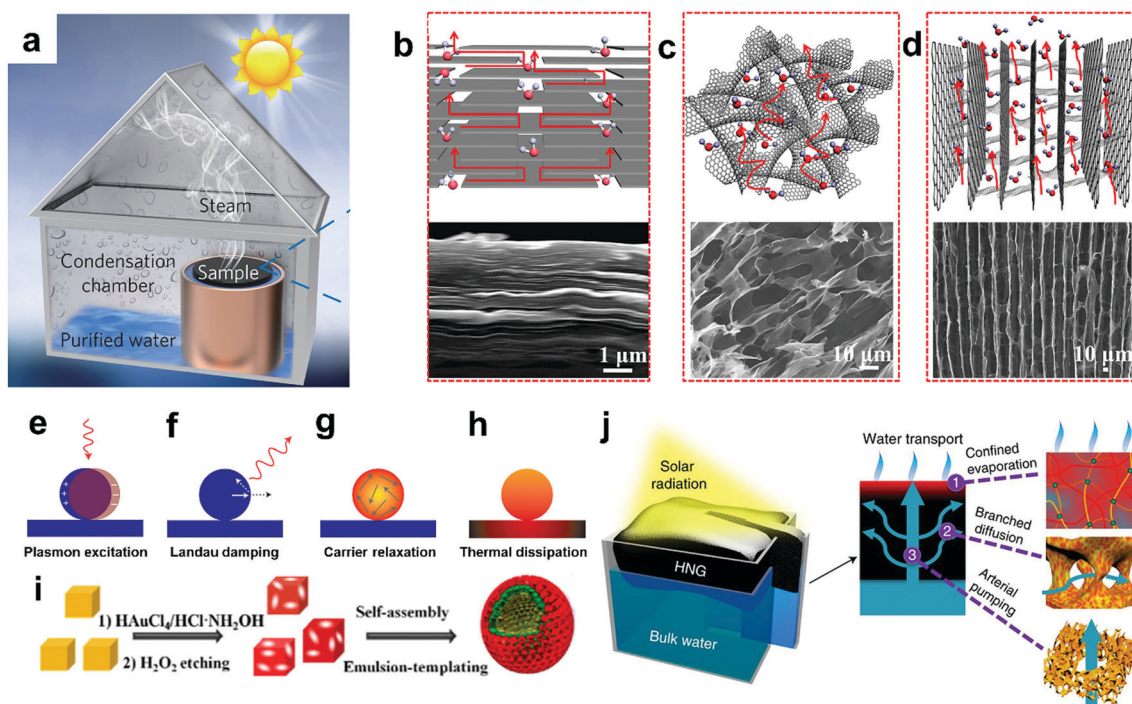 a
Steam
Condensation
chamber
Sample
Purified water
b
1 μm
c
10 μm
d
10 μm
e
Plasmon excitation
f
Landau damping
g
Carrier relaxation
h
Thermal dissipation
i
1) HAuCl4/HCl·NH2OH
2) H2O2 etching
Self-assembly
Emulsion-templating
j
Solar
radiation
HNG
Bulk water
Water transport
Confined
evaporation
1
Branched
diffusion
2
Arterial
pumping
3